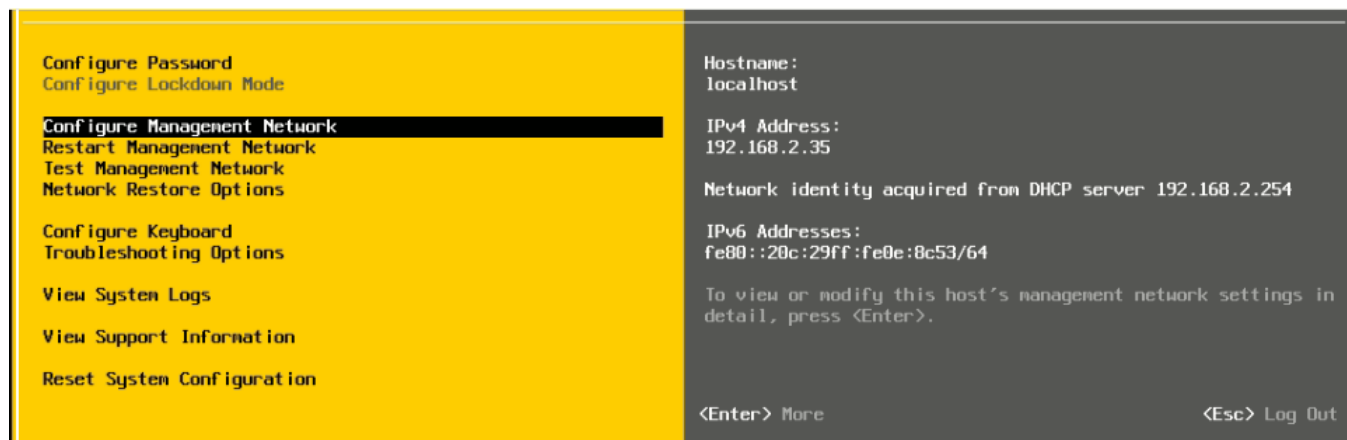 Configure Password
Configure Lockdown Mode
Configure Management Network
Restart Management Network
Test Management Network
Network Restore Options
Configure Keyboard
Troubleshooting Options
View System Logs
View Support Information
Reset System Configuration
Hostname:
localhost
IPv4 Address:
192.168.2.35
Network identity acquired from DHCP server 192.168.2.254
IPv6 Addresses:
fe80::20c:29ff:fe0e:8c53/64
To view or modify this host's management network settings in
detail, press <Enter>.
<Enter> More
<Esc> Log Out